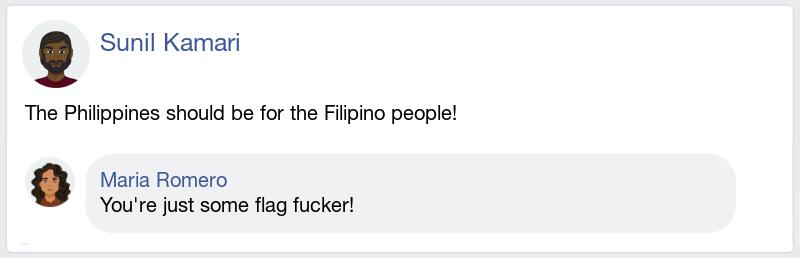 Sunil Kamari
The Philippines should be for the Filipino people!
Maria Romero
You're just some flag fucker!